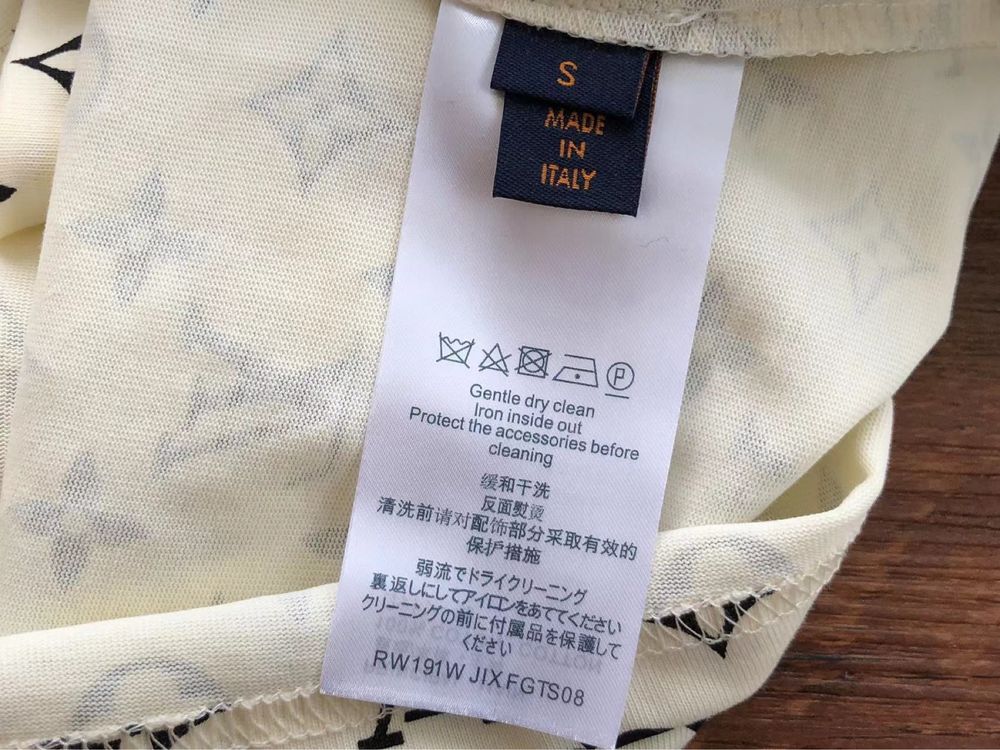 S
MADE
IN
ITALY
P
Gentle dry clean
Iron inside out
Protect the accessories before
cleaning
缓和干洗
反面熨烫
清洗前请对配饰部分采取有效的
保护措施
弱流でドライクリーニング
裏返しにしてアイロンをあててください
クリーニングの前に付属品を保護して
ください
RW191W JIXFGTS08